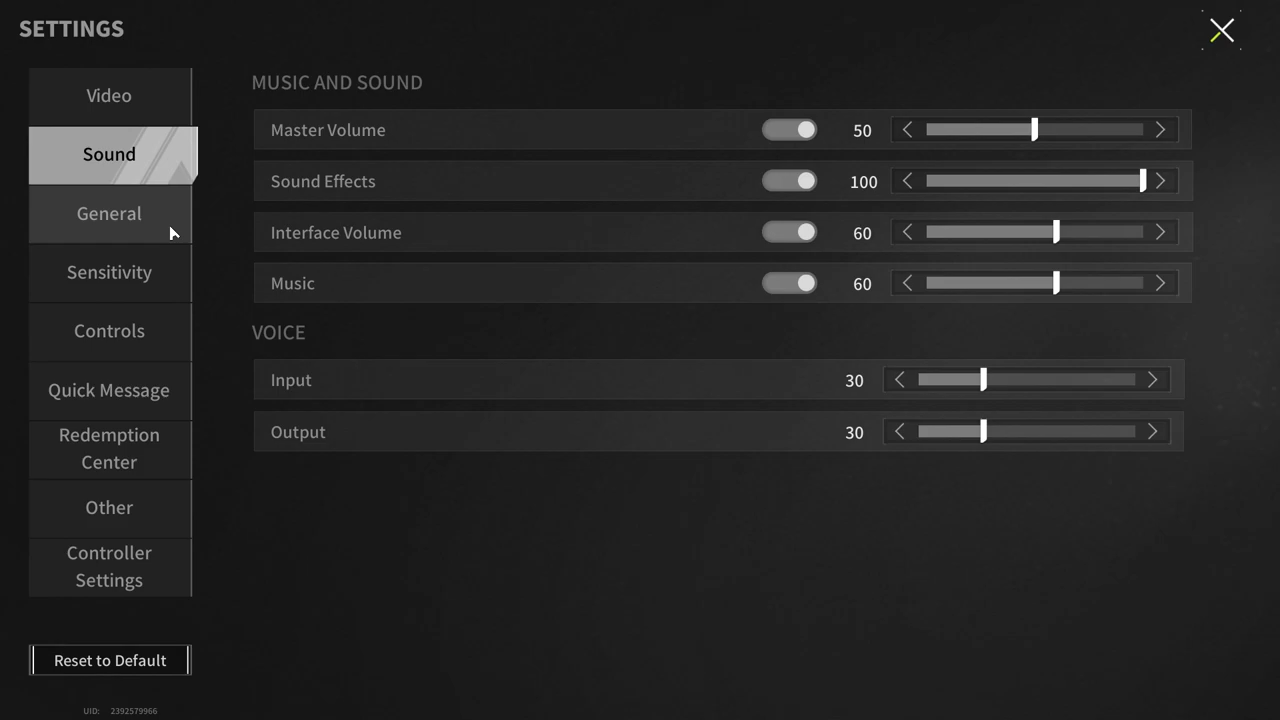 SETTINGS
Video
Sound
General
Sensitivity
Controls
Quick Message
Redemption
Center
Other
Controller
Settings
Reset to Default
UID: 2392579966
MUSIC AND SOUND
Master Volume 50
Sound Effects 100
Interface Volume 60
Music 60
VOICE
Input 30
Output 30